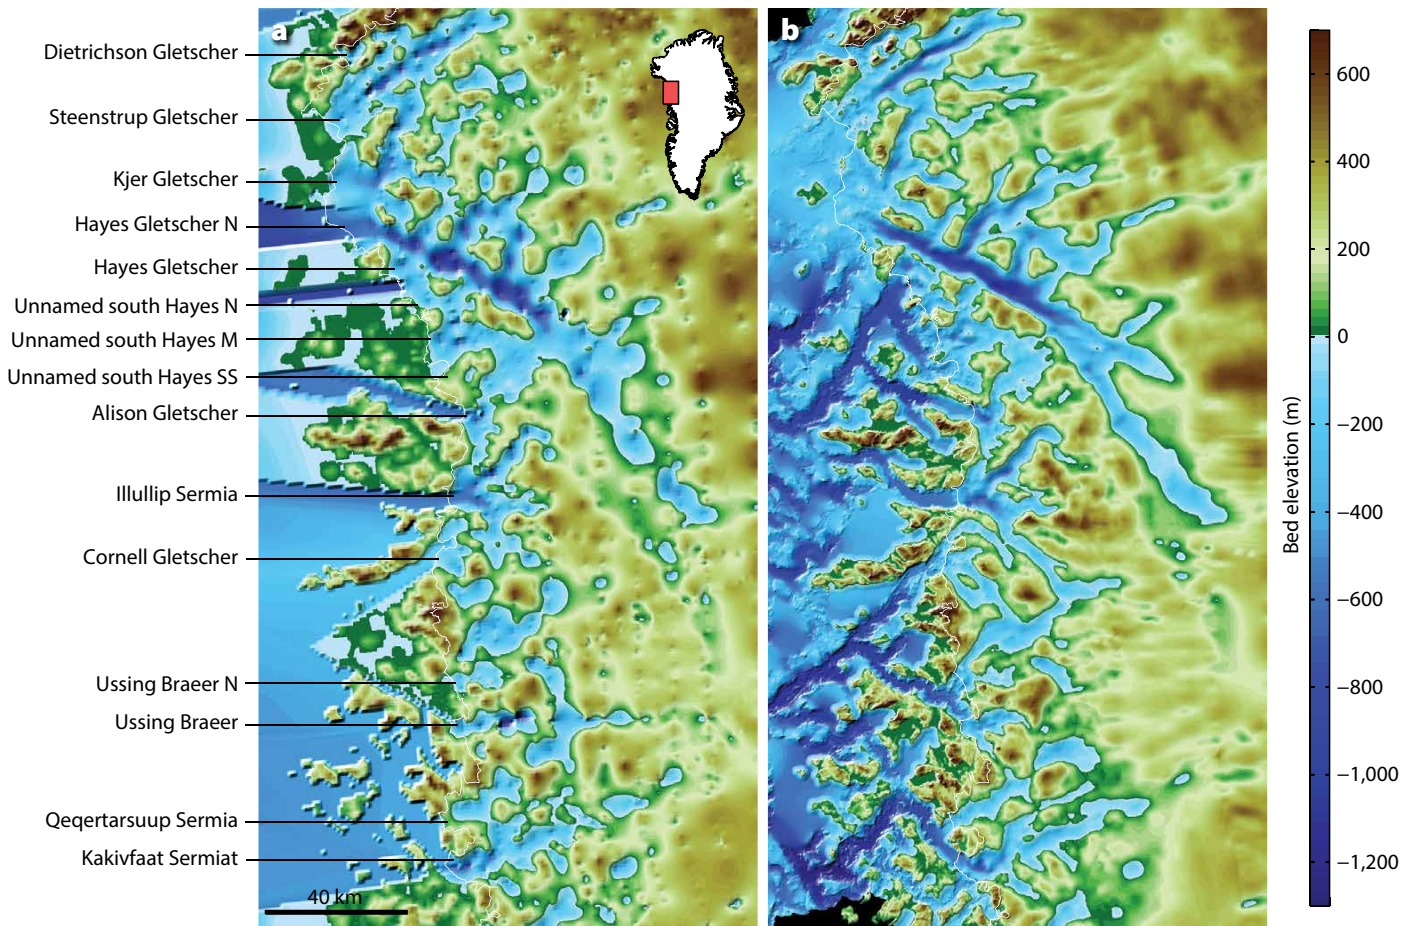 a
b
Dietrichson Gletscher
Steenstrup Gletscher
Kjer Gletscher
Hayes Gletscher N
Hayes Gletscher
Unnamed south Hayes N
Unnamed south Hayes M
Unnamed south Hayes SS
Alison Gletscher
Illullip Sermia
Cornell Gletscher
Ussing Braeer N
Ussing Braeer
Qeqertarsuup Sermia
Kakivfaat Sermiat
40 km
600
400
200
0
−200
−400
−600
−800
−1,000
−1,200
Bed elevation (m)